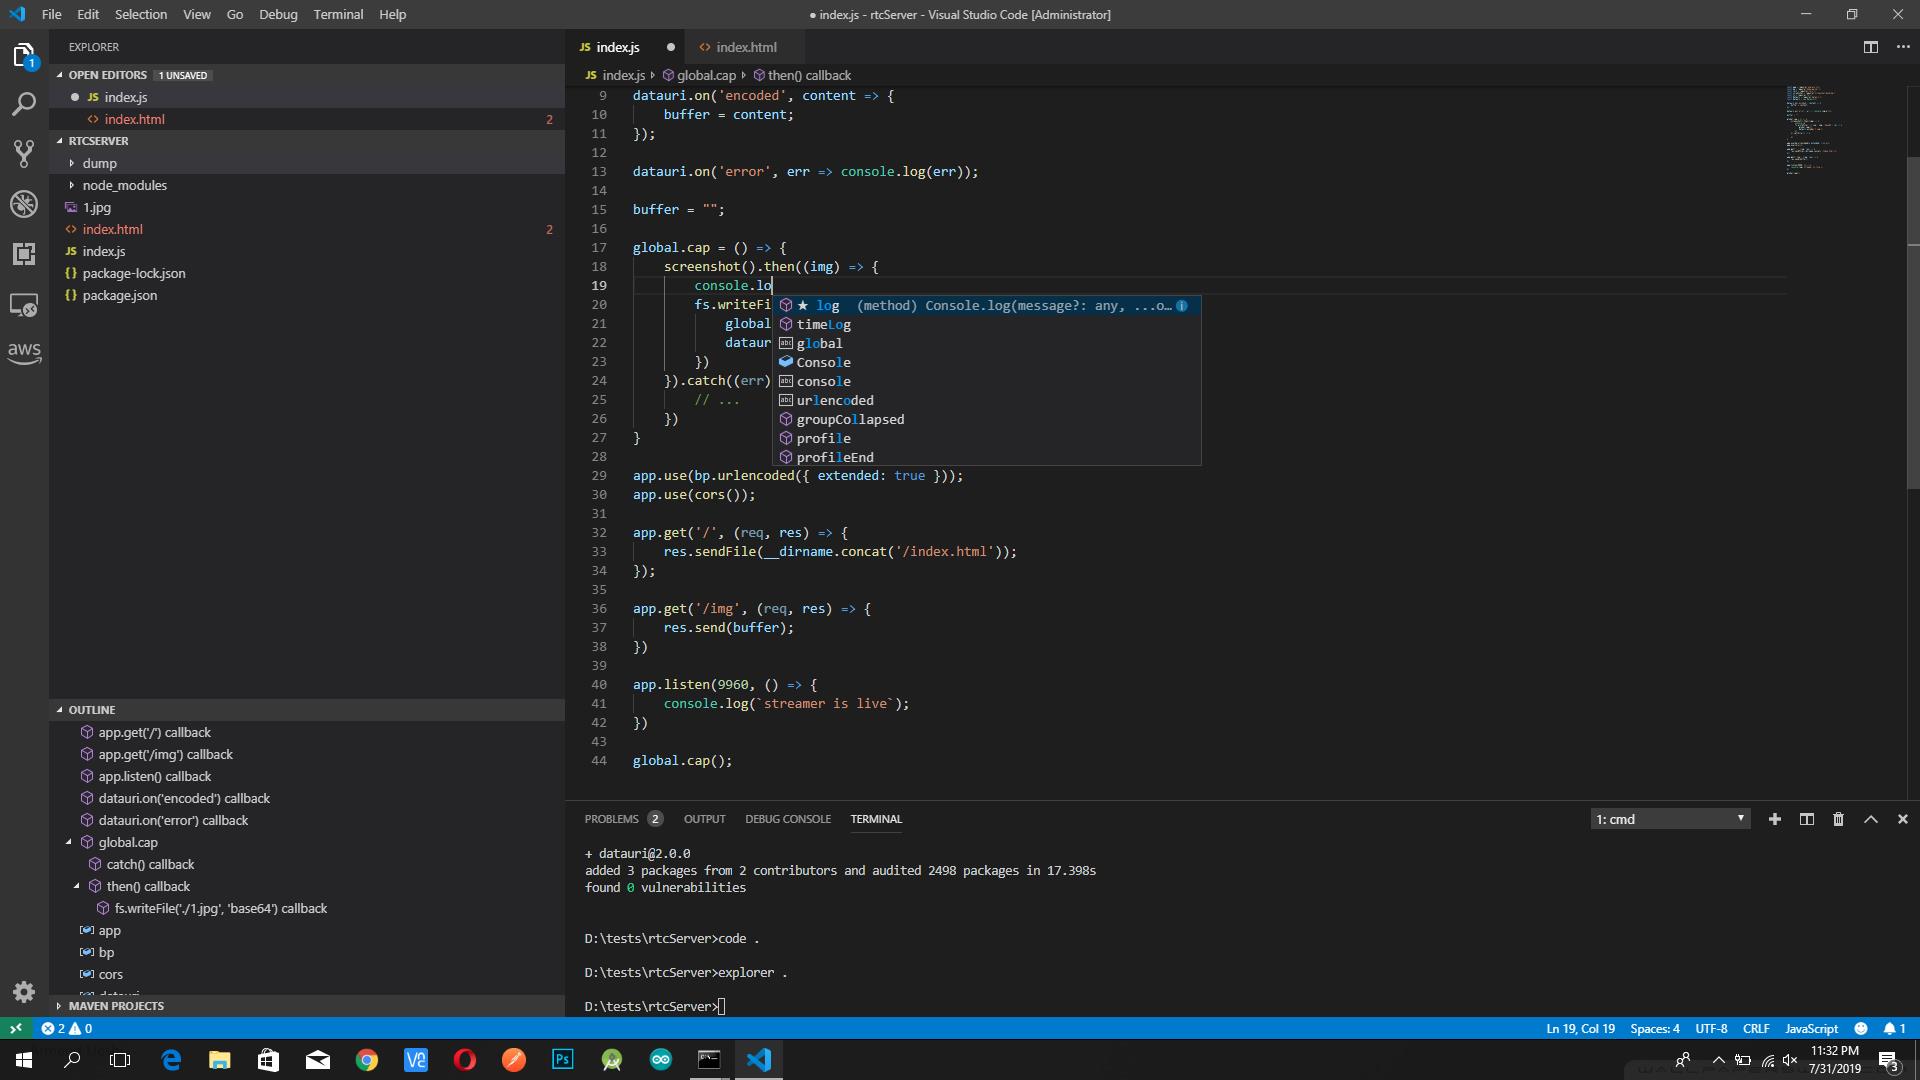 File Edit Selection View Go Debug Terminal Help
● index.js - rtcServer - Visual Studio Code [Administrator]
EXPLORER
OPEN EDITORS 1 UNSAVED
JS index.js
<> index.html 2
RTCSERVER
dump
node_modules
1.jpg
<> index.html 2
JS index.js
{} package-lock.json
{} package.json
aws
1
OUTLINE
app.get('/') callback
app.get('/img') callback
app.listen() callback
datauri.on('encoded') callback
datauri.on('error') callback
global.cap
catch() callback
then() callback
fs.writeFile('./1.jpg', 'base64') callback
app
bp
cors
MAVEN PROJECTS
JS index.js ● <> index.html
JS index.js global.cap then() callback
9 datauri.on('encoded', content => {
10 buffer = content;
11 });
12
13 datauri.on('error', err => console.log(err));
14
15 buffer = "";
16
17 global.cap = () => {
18 screenshot().then((img) => {
19 console.lo
20 fs.writeFi
21 global
22 dataur
23 })
24 }).catch((err)
25 // ...
26 })
27 }
28
29 app.use(bp.urlencoded({ extended: true }));
30 app.use(cors());
31
32 app.get('/', (req, res) => {
33 res.sendFile(__dirname.concat('/index.html'));
34 });
35
36 app.get('/img', (req, res) => {
37 res.send(buffer);
38 })
39
40 app.listen(9960, () => {
41 console.log(`streamer is live`);
42 })
43
44 global.cap();
★ log (method) Console.log(message?: any, ...o…
timeLog
global
Console
console
urlencoded
groupCollapsed
profile
profileEnd
PROBLEMS 2 OUTPUT DEBUG CONSOLE TERMINAL
1: cmd
+ datauri@2.0.0
added 3 packages from 2 contributors and audited 2498 packages in 17.398s
found 0 vulnerabilities
D:\tests\rtcServer>code .
D:\tests\rtcServer>explorer .
D:\tests\rtcServer>
2 0
Ln 19, Col 19 Spaces: 4 UTF-8 CRLF JavaScript 1
Ps
11:32 PM
7/31/2019
3